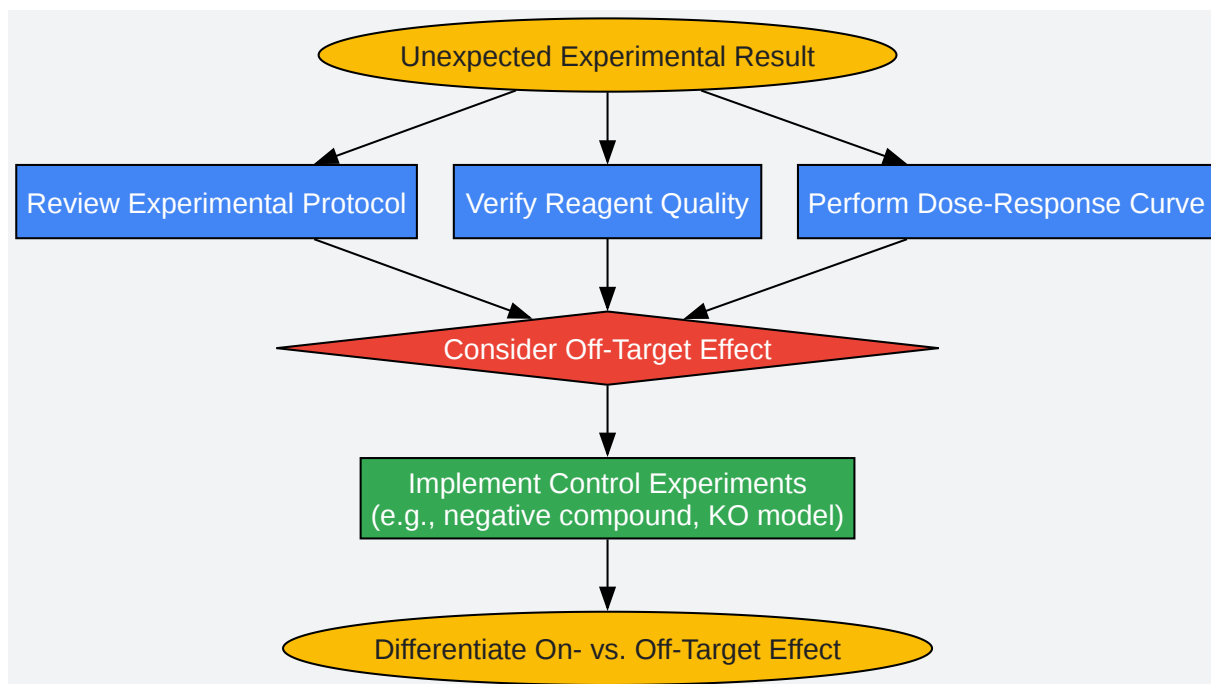 Unexpected Experimental Result
Review Experimental Protocol
Verify Reagent Quality
Perform Dose-Response Curve
Consider Off-Target Effect
Implement Control Experiments
(e.g., negative compound, KO model)
Differentiate On- vs. Off-Target Effect